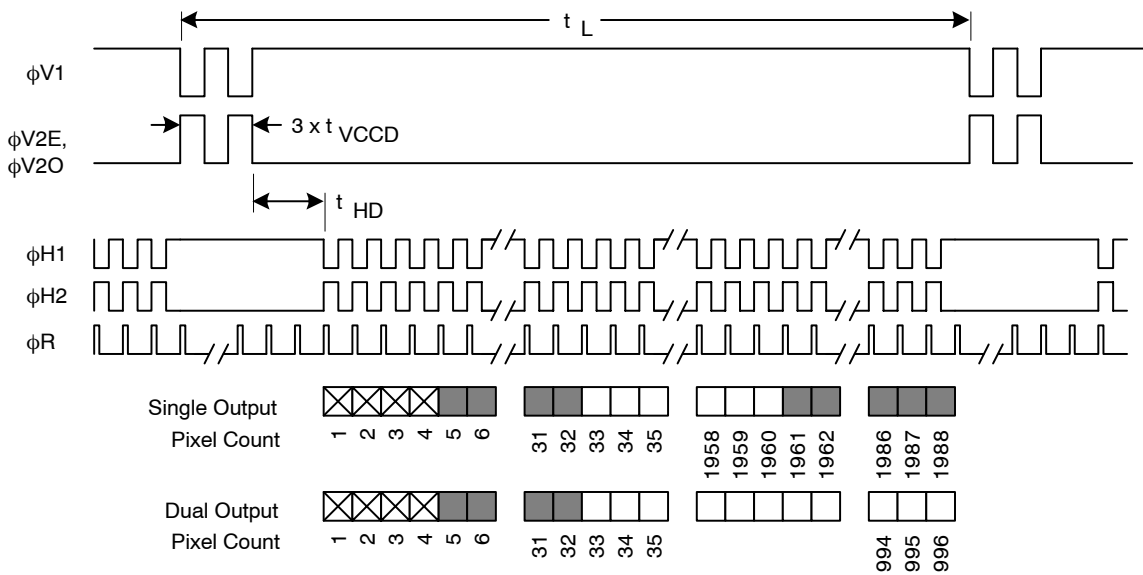 t L
ϕV1
3 x t VCCD
ϕV2E,
ϕV2O
t HD
ϕH1
ϕH2
ϕR
Single Output
Pixel Count
1 2 3 4 5 6 31 32 33 34 35 1958 1959 1960 1961 1962 1986 1987 1988
Dual Output
Pixel Count
1 2 3 4 5 6 31 32 33 34 35 994 995 996